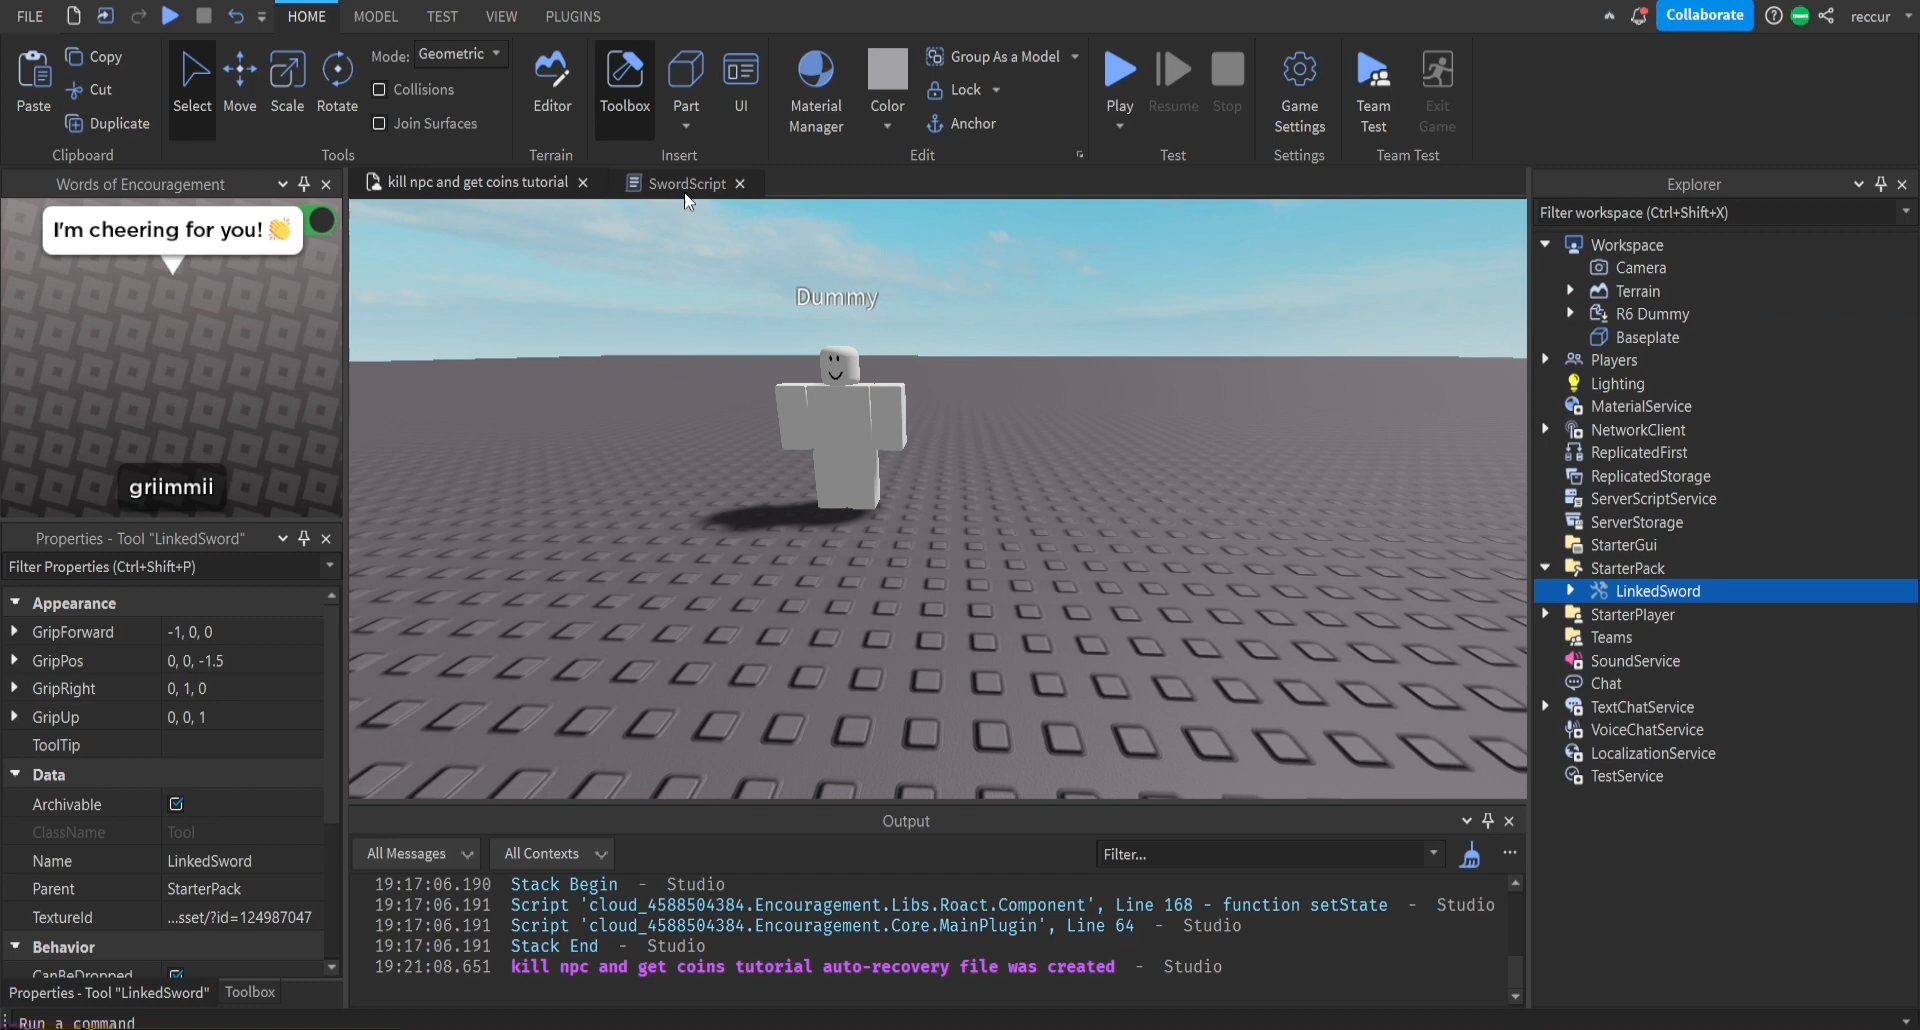 FILE
HOME
MODEL
TEST
VIEW
PLUGINS
Collaborate
reccur
Paste
Copy
Cut
Duplicate
Clipboard
Select
Move
Scale
Rotate
Mode: Geometric
Collisions
Join Surfaces
Tools
Editor
Terrain
Toolbox
Part
UI
Insert
Material
Manager
Color
Group As a Model
Lock
Anchor
Edit
Play
Resume
Stop
Test
Game
Settings
Settings
Team
Test
Exit
Game
Team Test
Words of Encouragement
I'm cheering for you! 👏
griimmii
Properties - Tool "LinkedSword"
Filter Properties (Ctrl+Shift+P)
Appearance
GripForward -1, 0, 0
GripPos 0, 0, -1.5
GripRight 0, 1, 0
GripUp 0, 0, 1
ToolTip
Data
Archivable
ClassName Tool
Name LinkedSword
Parent StarterPack
TextureId ...sset/?id=124987047
Behavior
CanBeDropped
Properties - Tool "LinkedSword"
Toolbox
Run a command
kill npc and get coins tutorial
SwordScript
Dummy
Output
All Messages
All Contexts
Filter...
19:17:06.190 Stack Begin - Studio
19:17:06.191 Script 'cloud_4588504384.Encouragement.Libs.Roact.Component', Line 168 - function setState - Studio
19:17:06.191 Script 'cloud_4588504384.Encouragement.Core.MainPlugin', Line 64 - Studio
19:17:06.191 Stack End - Studio
19:21:08.651 kill npc and get coins tutorial auto-recovery file was created - Studio
Explorer
Filter workspace (Ctrl+Shift+X)
Workspace
Camera
Terrain
R6 Dummy
Baseplate
Players
Lighting
MaterialService
NetworkClient
ReplicatedFirst
ReplicatedStorage
ServerScriptService
ServerStorage
StarterGui
StarterPack
LinkedSword
StarterPlayer
Teams
SoundService
Chat
TextChatService
VoiceChatService
LocalizationService
TestService